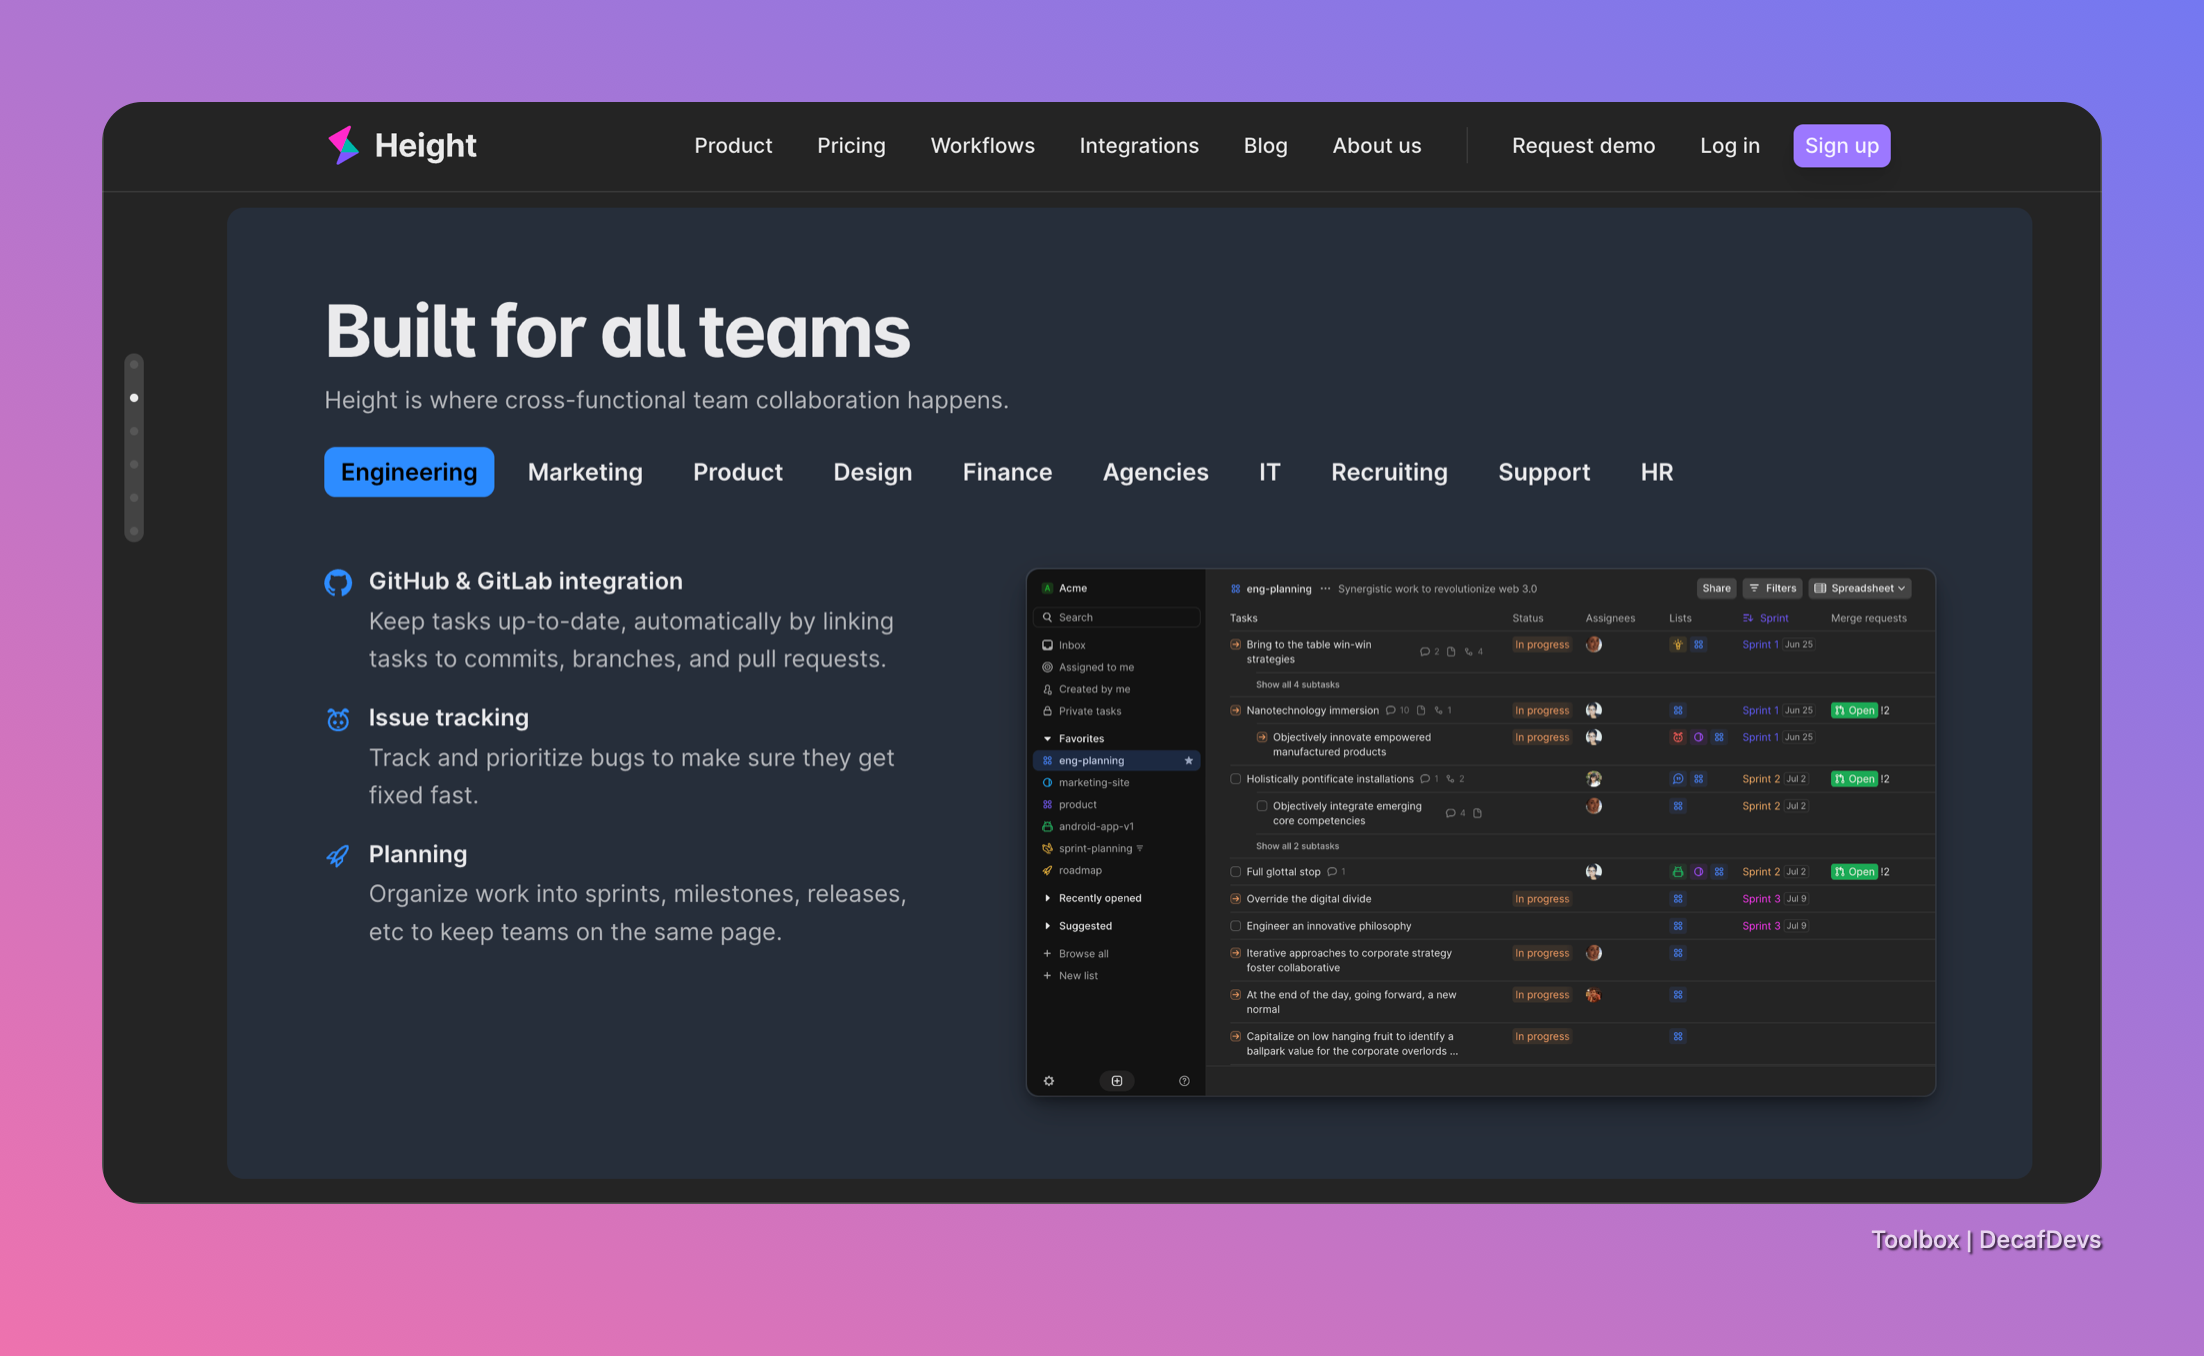 Height
Product
Pricing
Workflows
Integrations
Blog
About us
Request demo
Log in
Sign up
Built for all teams
Height is where cross-functional team collaboration happens.
Engineering
Marketing
Product
Design
Finance
Agencies
IT
Recruiting
Support
HR
GitHub & GitLab integration
Keep tasks up-to-date, automatically by linking
tasks to commits, branches, and pull requests.
Issue tracking
Track and prioritize bugs to make sure they get
fixed fast.
Planning
Organize work into sprints, milestones, releases,
etc to keep teams on the same page.
A Acme
Search
Inbox
Assigned to me
Created by me
Private tasks
Favorites
eng-planning
marketing-site
product
android-app-v1
sprint-planning
roadmap
Recently opened
Suggested
+ Browse all
+ New list
eng-planning ··· Synergistic work to revolutionize web 3.0
Share
Filters
Spreadsheet
Tasks Status Assignees Lists Sprint Merge requests
Bring to the table win-win
strategies
2 4 In progress Sprint 1 Jun 25
Show all 4 subtasks
Nanotechnology immersion 10 1 In progress Sprint 1 Jun 25 Open !2
Objectively innovate empowered
manufactured products
In progress Sprint 1 Jun 25
Holistically pontificate installations 1 2 Sprint 2 Jul 2 Open !2
Objectively integrate emerging
core competencies
4 Sprint 2 Jul 2
Show all 2 subtasks
Full glottal stop 1 Sprint 2 Jul 2 Open !2
Override the digital divide In progress Sprint 3 Jul 9
Engineer an innovative philosophy Sprint 3 Jul 9
Iterative approaches to corporate strategy
foster collaborative
In progress
At the end of the day, going forward, a new
normal
In progress
Capitalize on low hanging fruit to identify a
ballpark value for the corporate overlords ...
In progress
Toolbox | DecafDevs